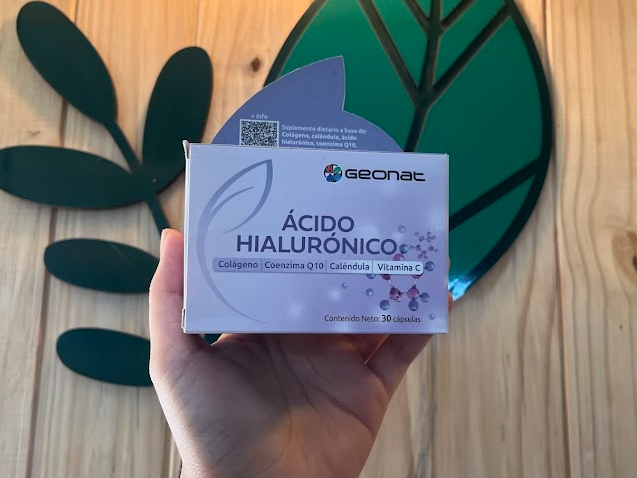 + info
Suplemento dietario a base de:
Colágeno, caléndula, ácido
hialurónico, coenzima Q10,
GEONAT
ÁCIDO
HIALURÓNICO
Colágeno Coenzima Q10 Caléndula Vitamina C
Contenido Neto: 30 cápsulas